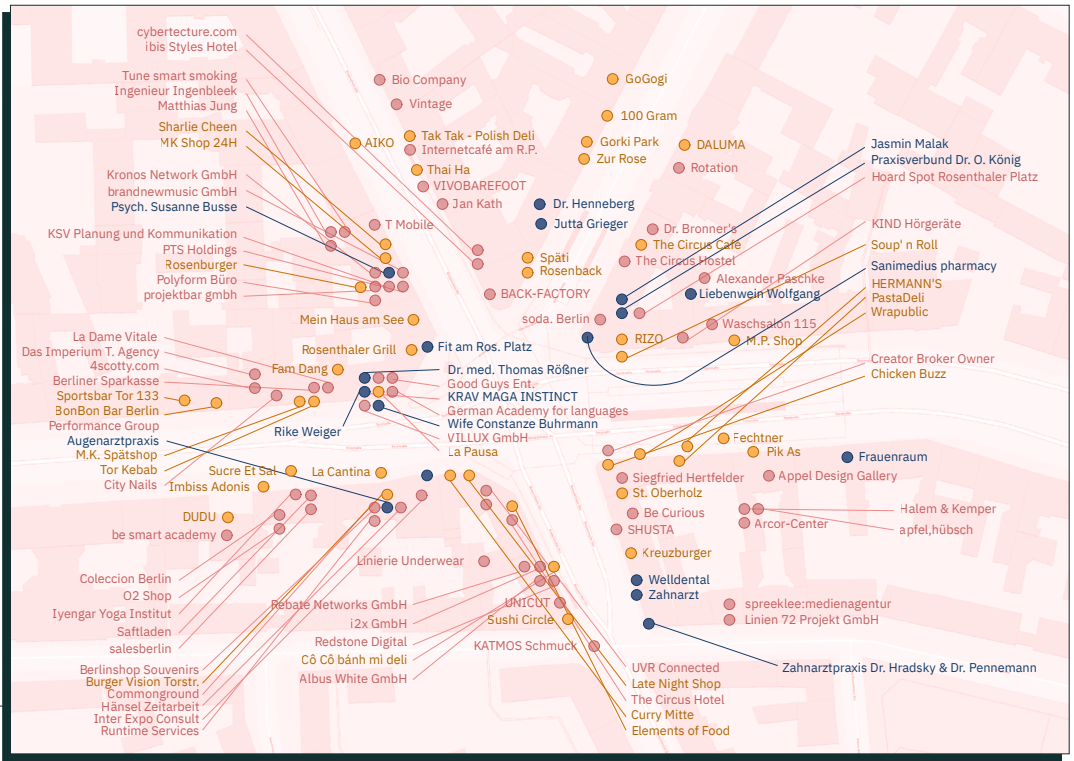 cybertecture.com
ibis Styles Hotel
Tune smart smoking
Ingenieur Ingenbleek
Matthias Jung
Sharlie Cheen
MK Shop 24H
Kronos Network GmbH
brandnewmusic GmbH
Psych. Susanne Busse
KSV Planung und Kommunikation
PTS Holdings
Rosenburger
Polyform Büro
projektbar gmbh
La Dame Vitale
Das Imperium T. Agency
4scotty.com
Berliner Sparkasse
Sportsbar Tor 133
BonBon Bar Berlin
Performance Group
Augenarztpraxis
M.K. Spätshop
Tor Kebab
City Nails
DUDU
be smart academy
Coleccion Berlin
O2 Shop
Iyengar Yoga Institut
Saftladen
salesberlin
Berlinshop Souvenirs
Burger Vision Torstr.
Commonground
Hänsel Zeitarbeit
Inter Expo Consult
Runtime Services
Bio Company
Vintage
AIKO
Tak Tak - Polish Deli
Internetcafé am R.P.
Thai Ha
VIVOBAREFOOT
Jan Kath
T Mobile
Mein Haus am See
Rosenthaler Grill
Fit am Ros. Platz
Fam Dang
Dr. med. Thomas Rößner
Good Guys Ent.
KRAV MAGA INSTINCT
German Academy for languages
Wife Constanze Buhrmann
Rike Weiger
VILLUX GmbH
La Pausa
Sucre Et Sal
La Cantina
Imbiss Adonis
Linierie Underwear
Rebate Networks GmbH
i2x GmbH
Redstone Digital
Cô Cô bánh mì deli
Albus White GmbH
UNICUT
Sushi Circle
KATMOS Schmuck
UVR Connected
Late Night Shop
The Circus Hotel
Curry Mitte
Elements of Food
GoGogi
100 Gram
Gorki Park
Zur Rose
DALUMA
Rotation
Dr. Henneberg
Jutta Grieger
Dr. Bronner's
The Circus Café
The Circus Hostel
Späti
Rosenback
BACK-FACTORY
Alexander Paschke
Liebenwein Wolfgang
soda. Berlin
Waschsalon 115
RIZO
M.P. Shop
Jasmin Malak
Praxisverbund Dr. O. König
Hoard Spot Rosenthaler Platz
KIND Hörgeräte
Soup' n Roll
Sanimedius pharmacy
HERMANN'S
PastaDeli
Wrapublic
Creator Broker Owner
Chicken Buzz
Fechtner
Pik As
Frauenraum
Siegfried Hertfelder
Appel Design Gallery
St. Oberholz
Be Curious
SHUSTA
Arcor-Center
Halem & Kemper
apfel,hübsch
Kreuzburger
Welldental
Zahnarzt
spreeklee:medienagentur
Linien 72 Projekt GmbH
Zahnarztpraxis Dr. Hradsky & Dr. Pennemann